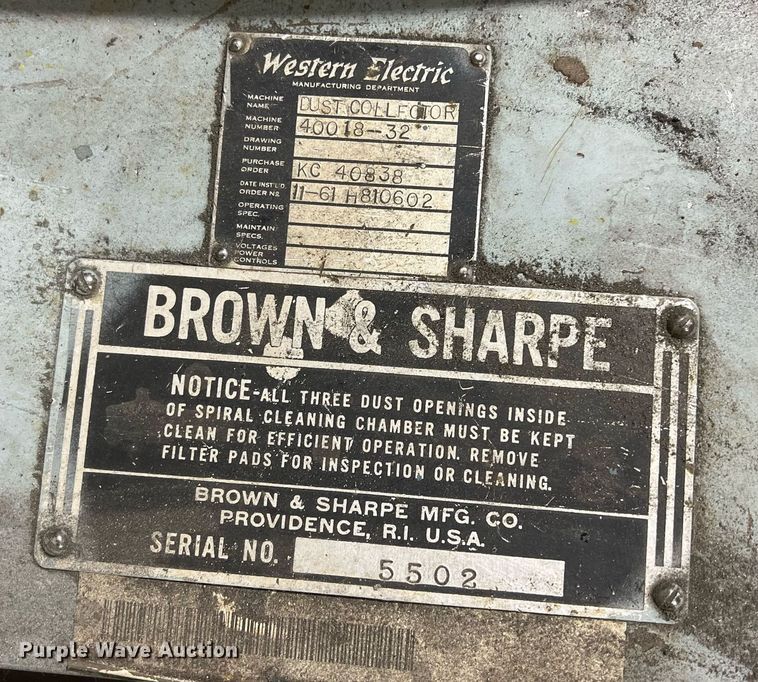 Western Electric
MANUFACTURING DEPARTMENT
MACHINE NAME DUST COLLECTOR
MACHINE NUMBER 40018-32
DRAWING NUMBER
PURCHASE ORDER KC 40838
DATE INST'L'D. ORDER NO. 11-61 H810602
OPERATING SPEC.
MAINTAIN SPECS.
VOLTAGES POWER CONTROLS
BROWN & SHARPE
NOTICE-ALL THREE DUST OPENINGS INSIDE
OF SPIRAL CLEANING CHAMBER MUST BE KEPT
CLEAN FOR EFFICIENT OPERATION. REMOVE
FILTER PADS FOR INSPECTION OR CLEANING.
BROWN & SHARPE MFG. CO.
PROVIDENCE, R.I. U.S.A.
SERIAL NO. 5502
Purple Wave Auction